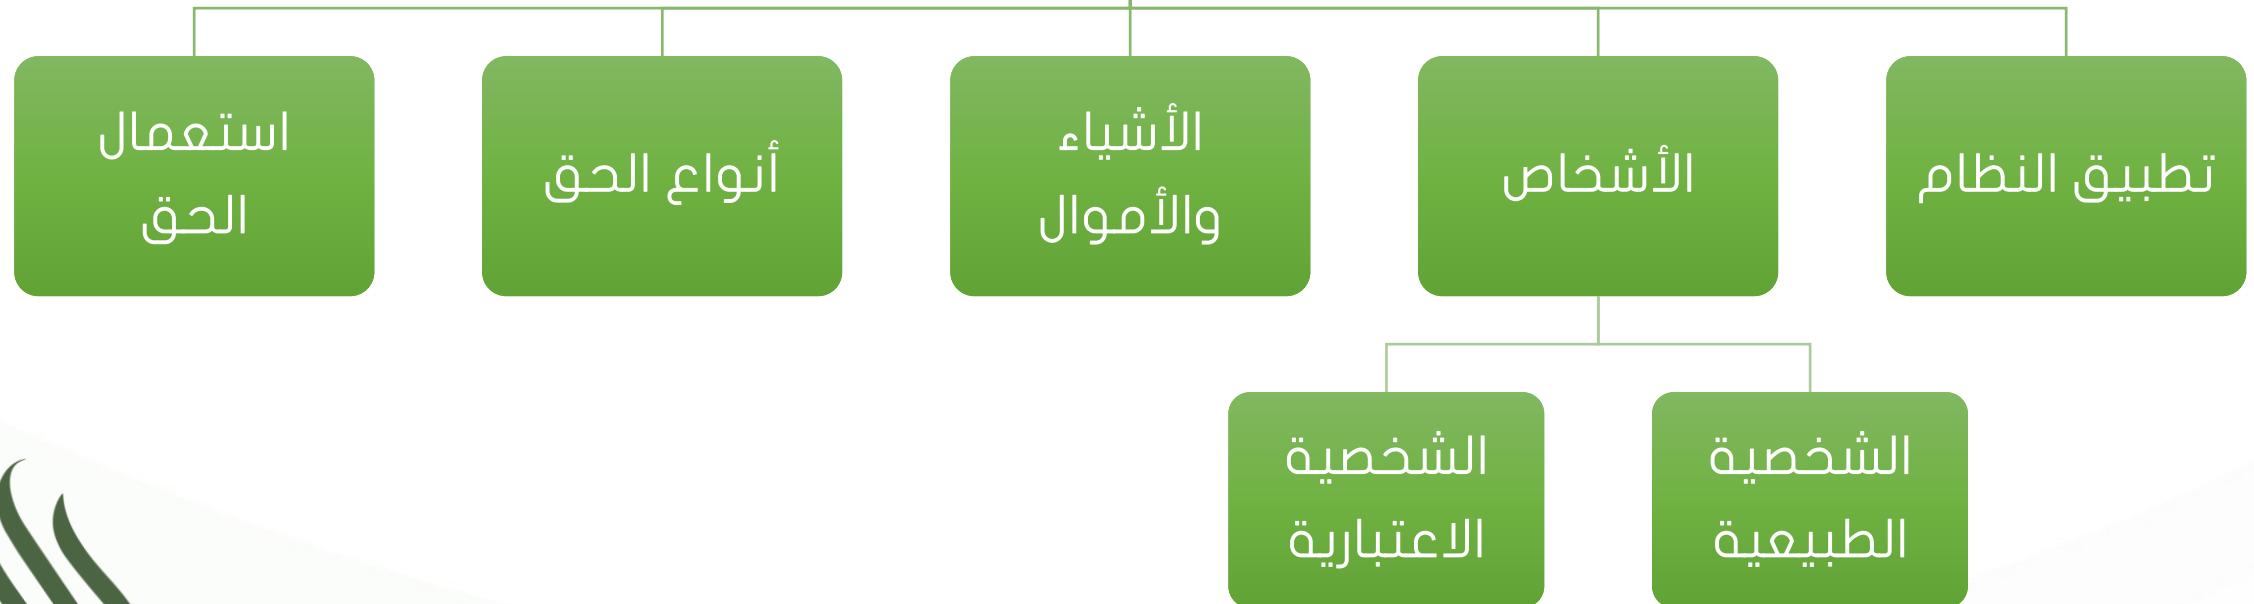 تطبيق النظام
الأشخاص
الأشياء
والأموال
أنواع الحق
استعمال
الحق
الشخصية
الطبيعية
الشخصية
الاعتبارية